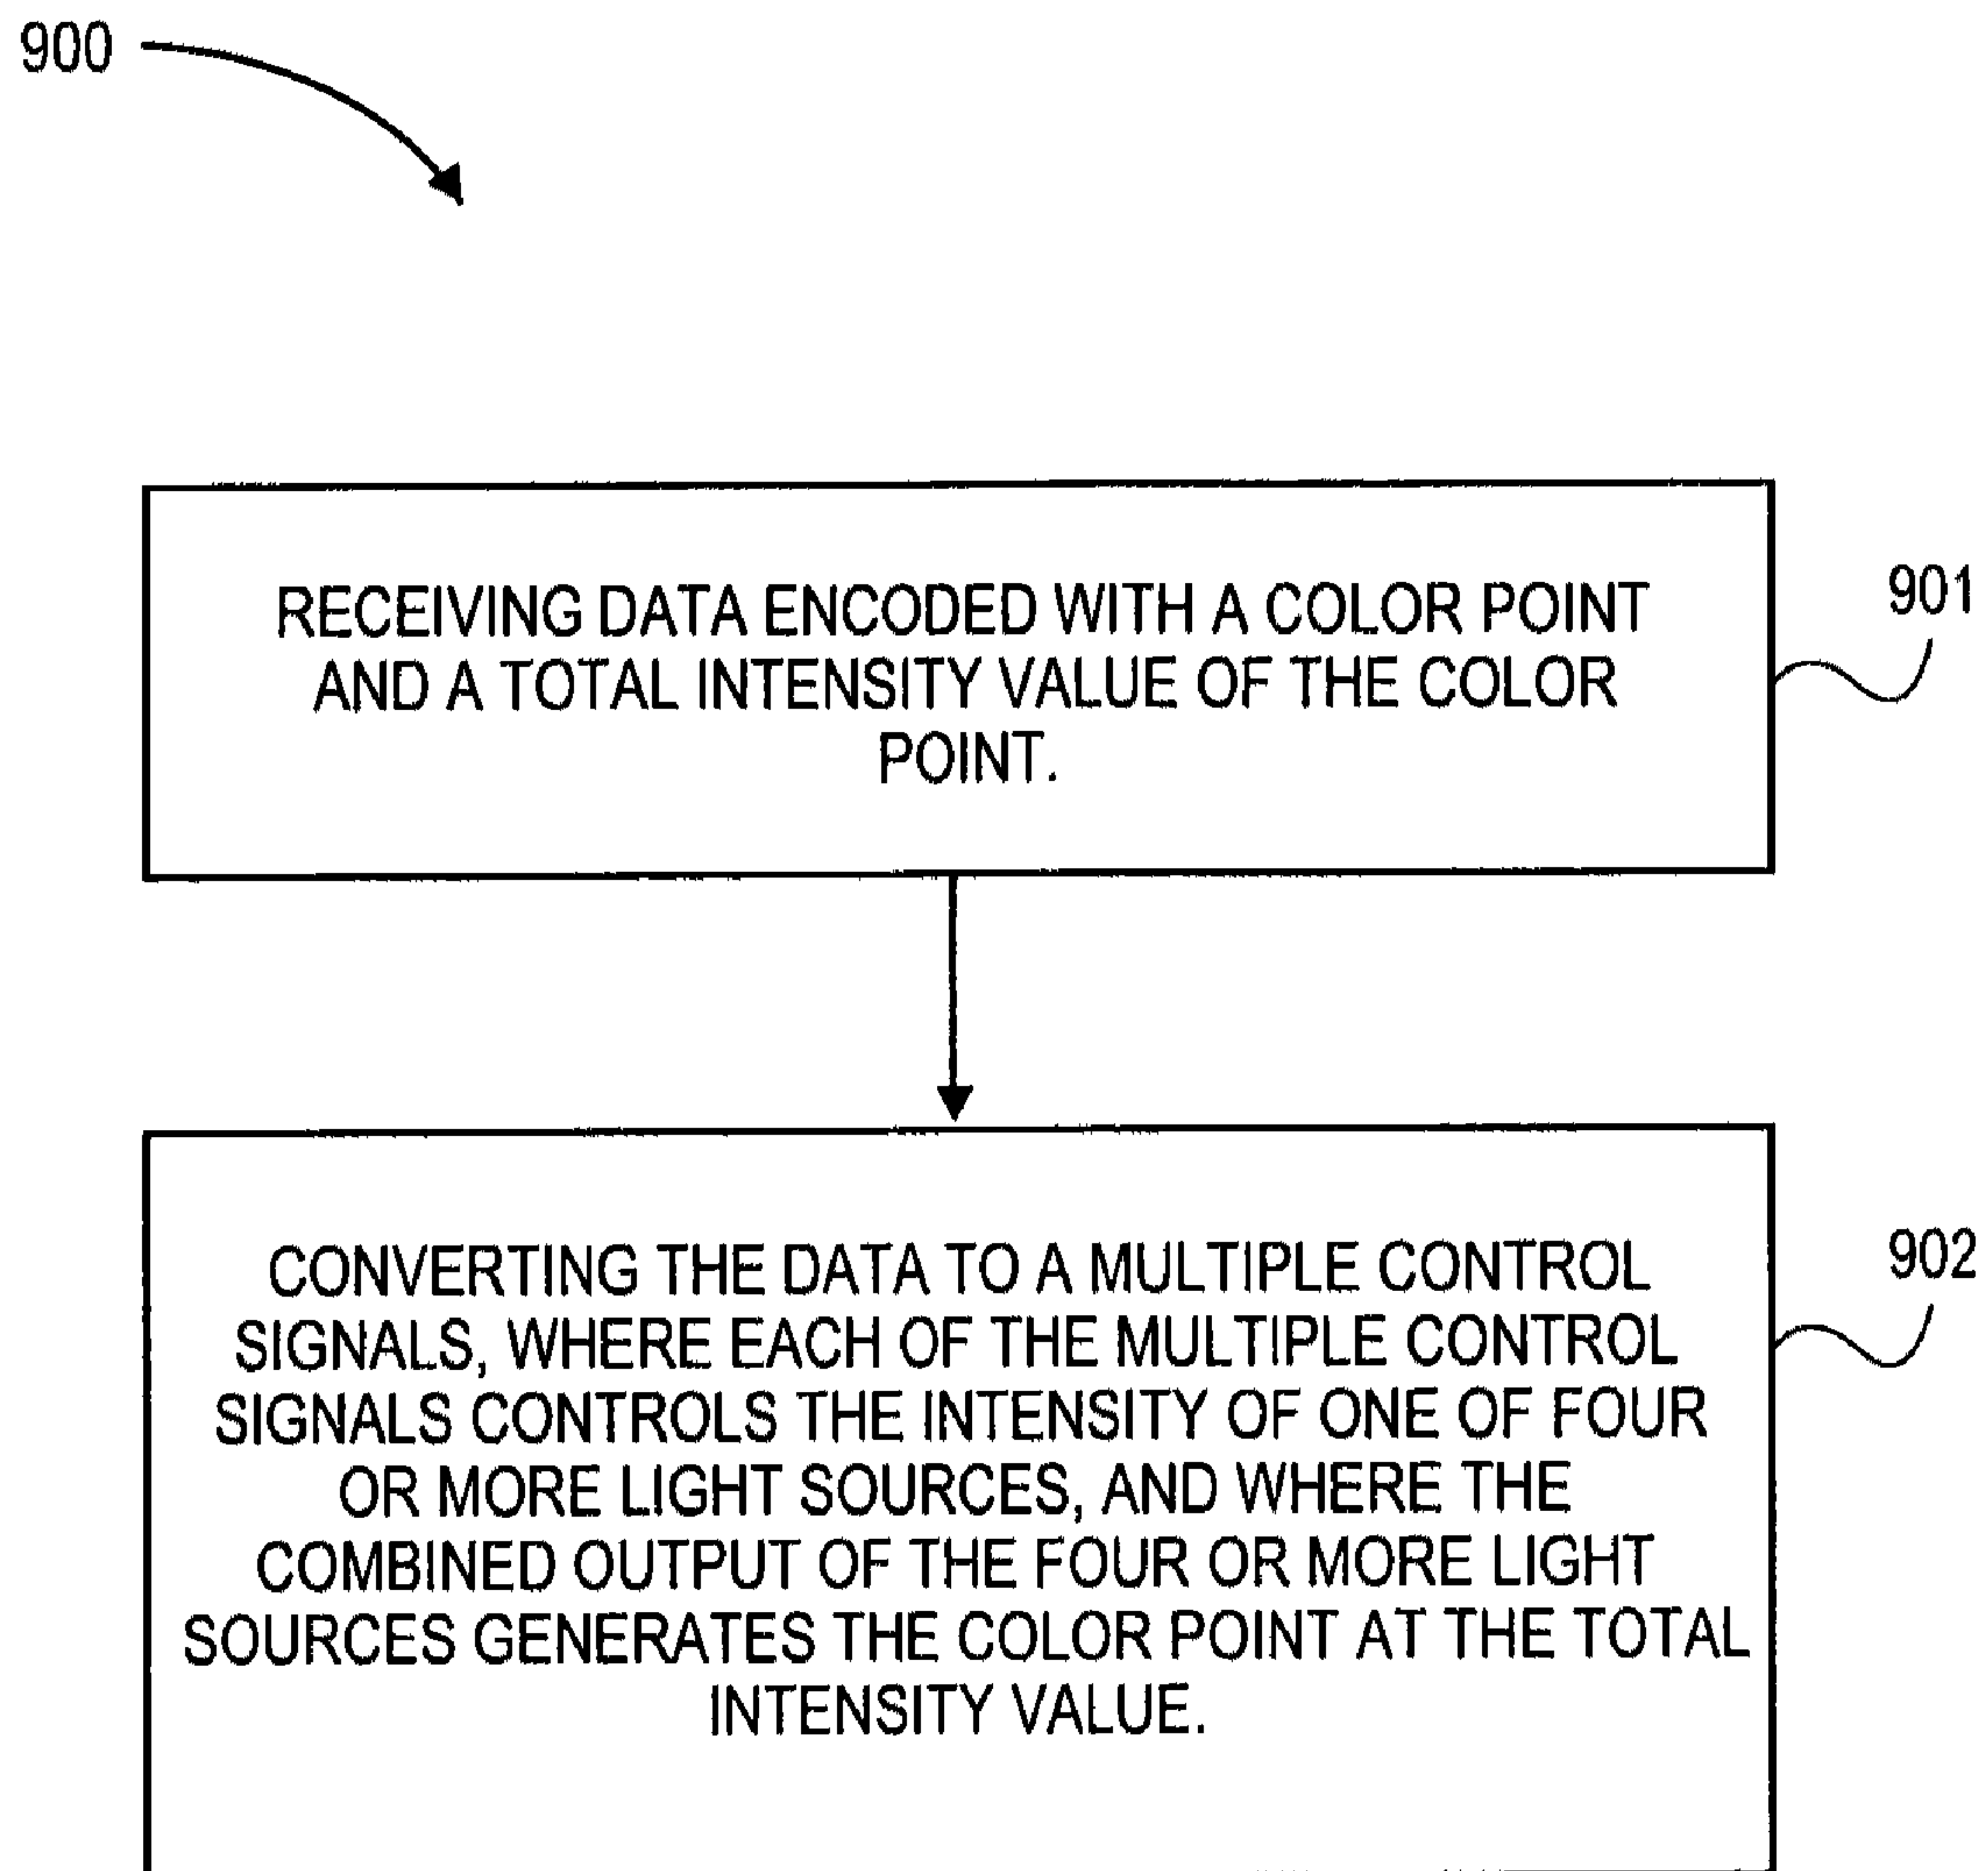 900
RECEIVING DATA ENCODED WITH A COLOR POINT
AND A TOTAL INTENSITY VALUE OF THE COLOR
POINT.
901
CONVERTING THE DATA TO A MULTIPLE CONTROL
SIGNALS, WHERE EACH OF THE MULTIPLE CONTROL
SIGNALS CONTROLS THE INTENSITY OF ONE OF FOUR
OR MORE LIGHT SOURCES, AND WHERE THE
COMBINED OUTPUT OF THE FOUR OR MORE LIGHT
SOURCES GENERATES THE COLOR POINT AT THE TOTAL
INTENSITY VALUE.
902